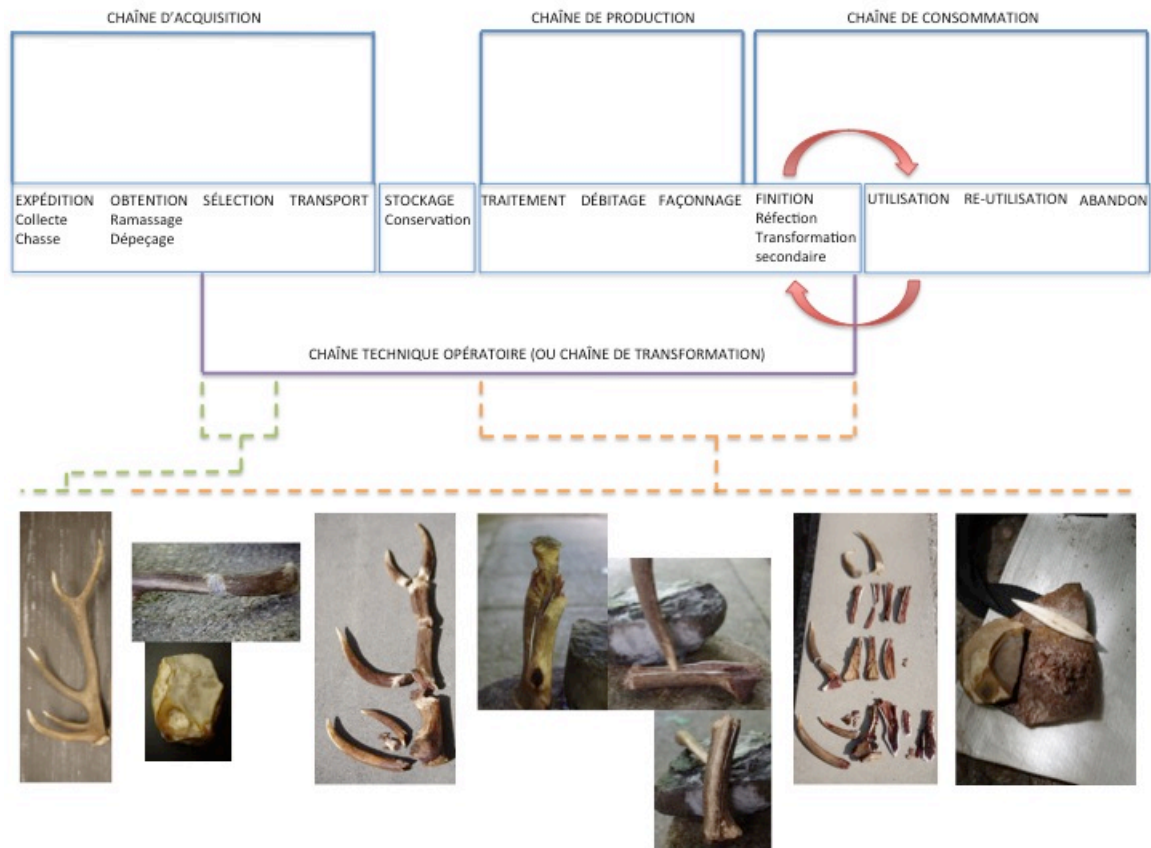 CHAÎNE D'ACQUISITION
CHAÎNE DE PRODUCTION
CHAÎNE DE CONSOMMATION
EXPÉDITION
Collecte
Chasse
OBTENTION
Ramassage
Dépeçage
SÉLECTION
TRANSPORT
STOCKAGE
Conservation
TRAITEMENT
DÉBITAGE
FAÇONNAGE
FINITION
Réfection
Transformation
secondaire
UTILISATION
RE-UTILISATION
ABANDON
CHAÎNE TECHNIQUE OPÉRATOIRE (OU CHAÎNE DE TRANSFORMATION)